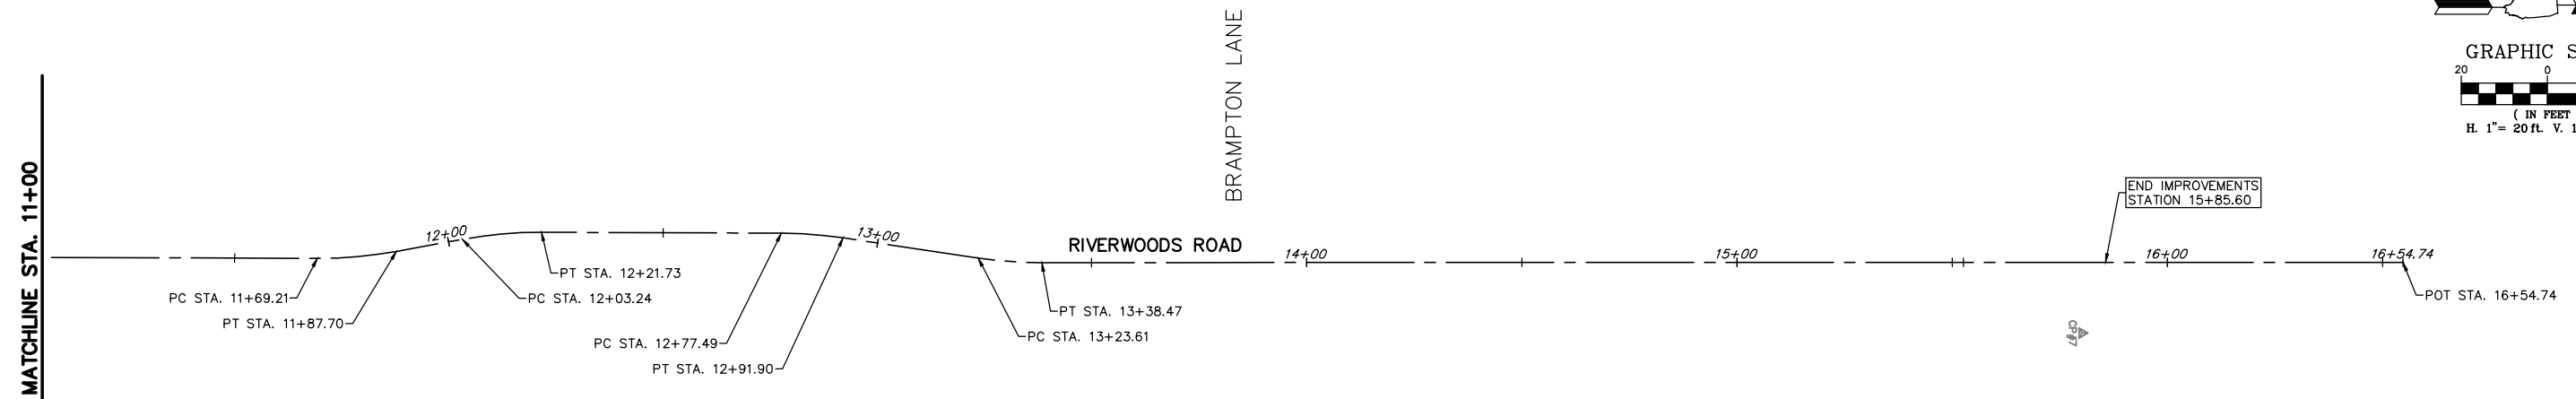 BRAMPTON LANE
GRAPHIC S
20 0
( IN FEET
H. 1"= 20 ft. V. 1
MATCHLINE STA. 11+00
END IMPROVEMENTS
STATION 15+85.60
12+00
13+00
RIVERWOODS ROAD
14+00
15+00
16+00
16+54.74
PT STA. 12+21.73
PC STA. 11+69.21
PC STA. 12+03.24
POT STA. 16+54.74
PT STA. 13+38.47
PT STA. 11+87.70
PC STA. 13+23.61
PC STA. 12+77.49
PT STA. 12+91.90
CP#7